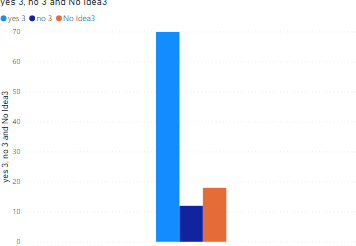 yes 3, no 3 and No Idea3
yes 3 no 3 No Idea3
70
60
50
40
30
20
10
0
yes 3, no 3 and No Idea3